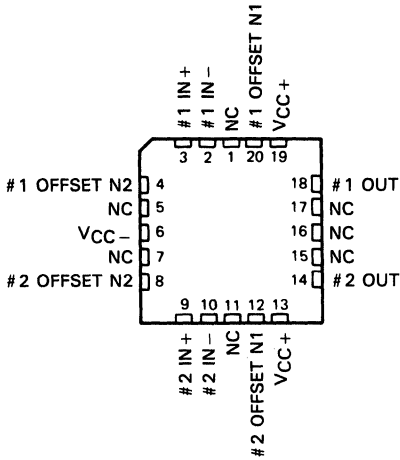 #1 IN+
#1 IN-
NC
#1 OFFSET N1
VCC+
3 2 1 20 19
#1 OFFSET N2 4
NC 5
VCC- 6
NC 7
#2 OFFSET N2 8
18 #1 OUT
17 NC
16 NC
15 NC
14 #2 OUT
9 10 11 12 13
#2 IN+
#2 IN-
NC
#2 OFFSET N1
VCC+